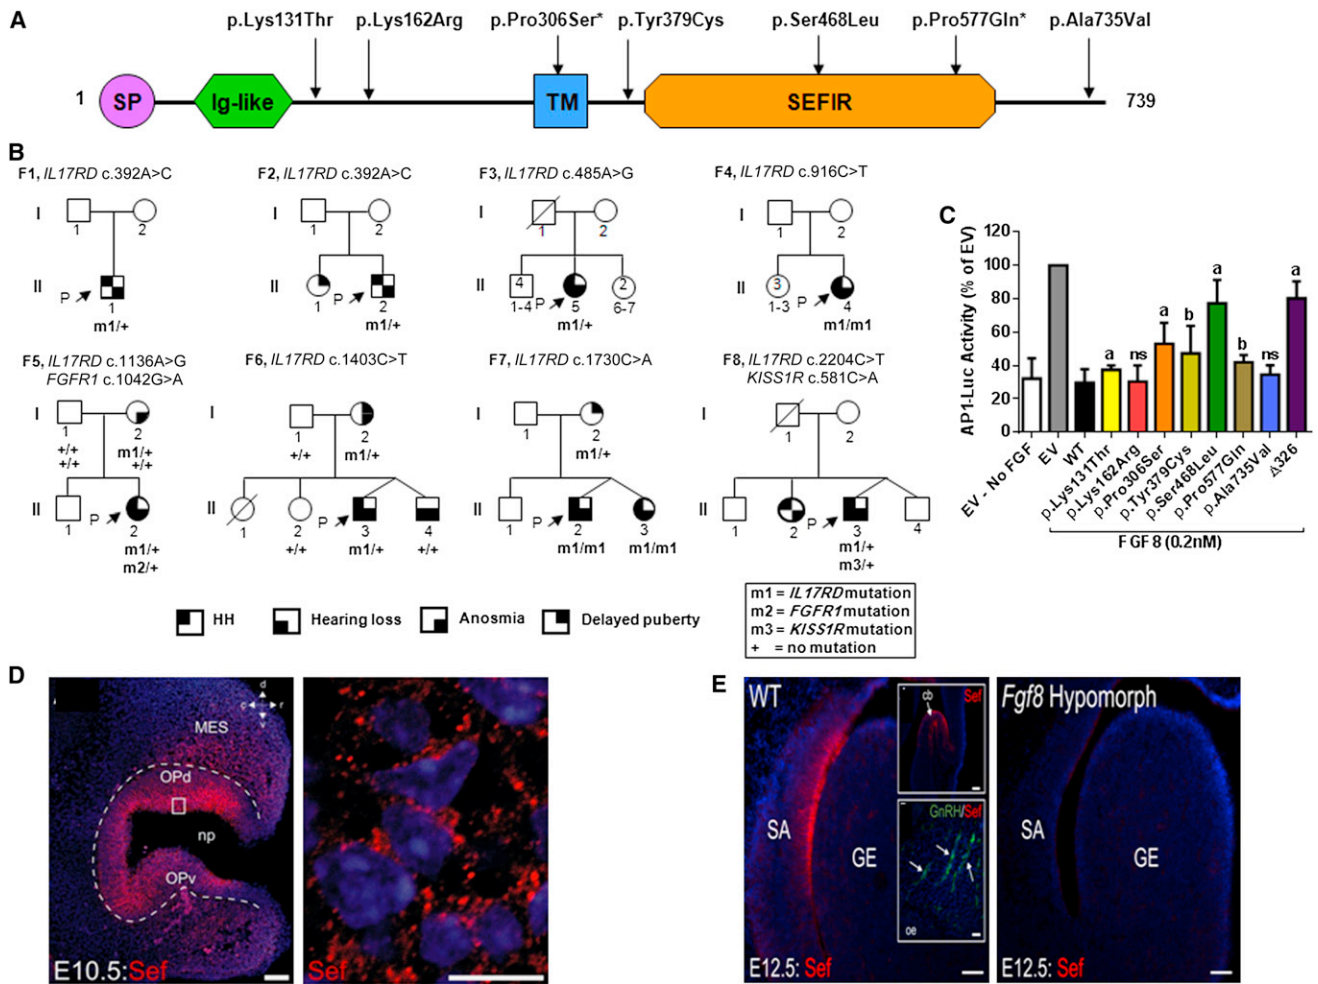 A
p.Lys131Thr
p.Lys162Arg
p.Pro306Ser*
p.Tyr379Cys
p.Ser468Leu
p.Pro577Gln*
p.Ala735Val
1
SP
Ig-like
TM
SEFIR
739
B
F1, IL17RD c.392A>C
I
1
2
II
P
1
m1/+
F2, IL17RD c.392A>C
I
1
2
II
1
P
2
m1/+
F3, IL17RD c.485A>G
I
1
2
II
4
1-4
P
5
2
6-7
m1/+
F4, IL17RD c.916C>T
I
1
2
II
3
1-3
P
4
m1/m1
F5, IL17RD c.1136A>G
FGFR1 c.1042G>A
I
1
2
+/+
m1/+
+/+
+/+
II
1
P
2
m1/+
m2/+
F6, IL17RD c.1403C>T
I
1
2
+/+
m1/+
II
1
2
P
3
4
+/+
m1/+
+/+
F7, IL17RD c.1730C>A
I
1
2
m1/+
II
1
P
2
3
m1/m1
m1/m1
F8, IL17RD c.2204C>T
KISS1R c.581C>A
I
1
2
II
1
2
P
3
4
m1/+
m3/+
HH
Hearing loss
Anosmia
Delayed puberty
m1 = IL17RD mutation
m2 = FGFR1 mutation
m3 = KISS1R mutation
+ = no mutation
C
AP1-Luc Activity (% of EV)
120
100
80
60
40
20
0
a
ns
a
b
a
b
ns
a
EV - No FGF
EV
WT
p.Lys131Thr
p.Lys162Arg
p.Pro306Ser
p.Tyr379Cys
p.Ser468Leu
p.Pro577Gln
p.Ala735Val
Δ326
FGF8 (0.2nM)
D
d
c
r
v
MES
OPd
np
OPv
E10.5: Sef
Sef
E
WT
cb
Sef
GnRH/Sef
oe
SA
GE
E12.5: Sef
Fgf8 Hypomorph
SA
GE
E12.5: Sef